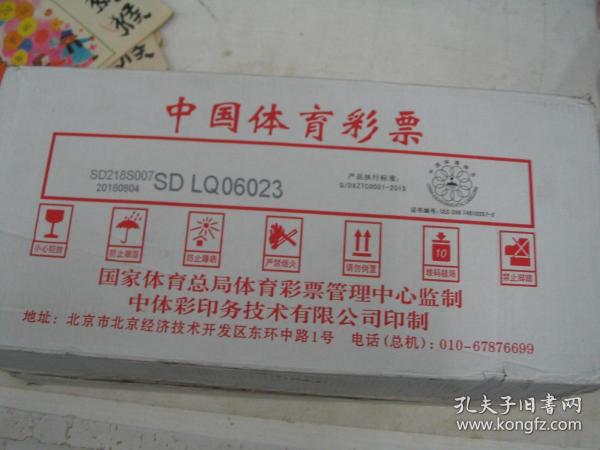 猴
中国体育彩票
SD218S007
20180804
SD LQ06023
产品执行标准:
小心轻放
防止潮湿
防止曝晒
严禁烟火
请勿倒置
堆码极限
10
禁止踩踏
国家体育总局体育彩票管理中心监制
中体彩印务技术有限公司印制
地址: 北京市北京经济技术开发区东环中路1号 电话(总机): 010-67876699
孔夫子旧书网
www.kongfz.com